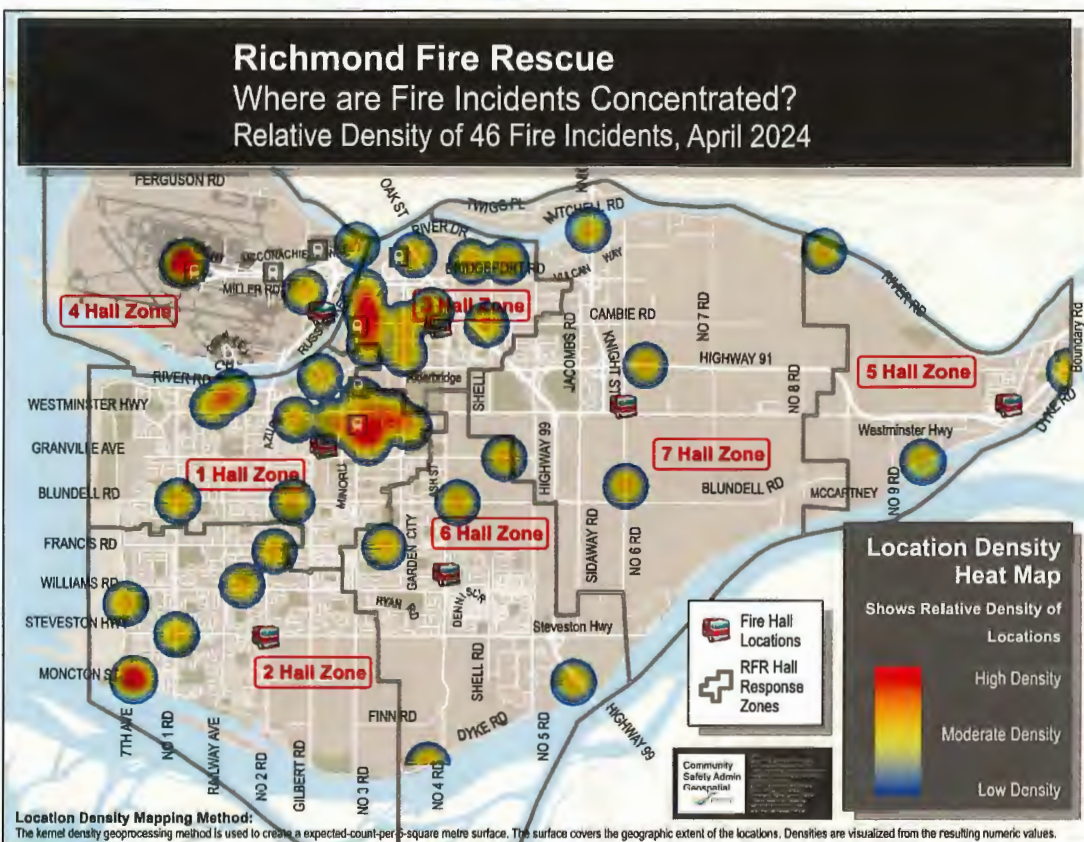 Richmond Fire Rescue
Where are Fire Incidents Concentrated?
Relative Density of 46 Fire Incidents, April 2024
FERGUSON RD
OAK ST
TWIGS PL
MITCHELL RD
RIVER DR
BRIDGEPORT RD
VULCAN
WAY
MILLER RD
4 Hall Zone
3 Hall Zone
CAMBIE RD
NO 7 RD
RIVER RD
Boundary Rd
JACOMBS RD
KNIGHT ST
HIGHWAY 91
RIVER RD
NO 8 RD
5 Hall Zone
DYKE RD
WESTMINSTER HWY
SHELL
Westminster Hwy
GRANVILLE AVE
MINORU
ASH ST
HIGHWAY 99
7 Hall Zone
1 Hall Zone
BLUNDELL RD
BLUNDELL RD
MCCARTNEY
NO 9 RD
FRANCIS RD
GARDEN CITY
6 Hall Zone
SIDAWAY RD
NO 6 RD
WILLIAMS RD
RYAN RD
STEVESTON HWY
Steveston Hwy
MONCTON ST
2 Hall Zone
SHELL RD
FINN RD
DYKE RD
HIGHWAY 99
7TH AVE
NO 1 RD
RAILWAY AVE
NO 2 RD
GILBERT RD
NO 3 RD
NO 4 RD
NO 5 RD
Fire Hall
Locations
RFR Hall
Response
Zones
Community
Safety Admin
Geospatial
Location Density
Heat Map
Shows Relative Density of
Locations
High Density
Moderate Density
Low Density
Location Density Mapping Method:
The kernel density geoprocessing method is used to create a expected-count-per-5-square metre surface. The surface covers the geographic extent of the locations. Densities are visualized from the resulting numeric values.